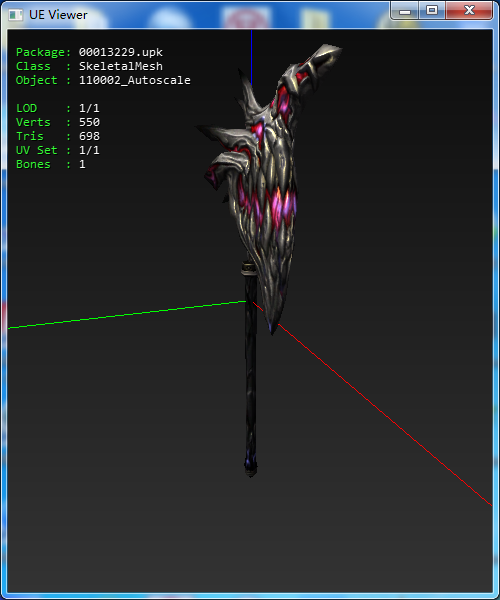 UE Viewer
Package: 00013229.upk
Class  : SkeletalMesh
Object : 110002_Autoscale
LOD    : 1/1
Verts  : 550
Tris   : 698
UV Set : 1/1
Bones  : 1